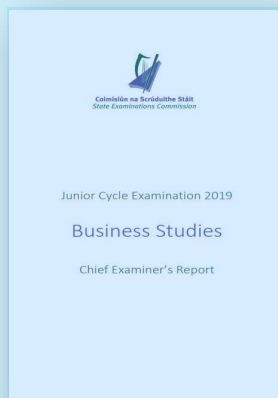 Coimisiún na Scrúduithe Stáit
State Examinations Commission
Junior Cycle Examination 2019
Business Studies
Chief Examiner's Report